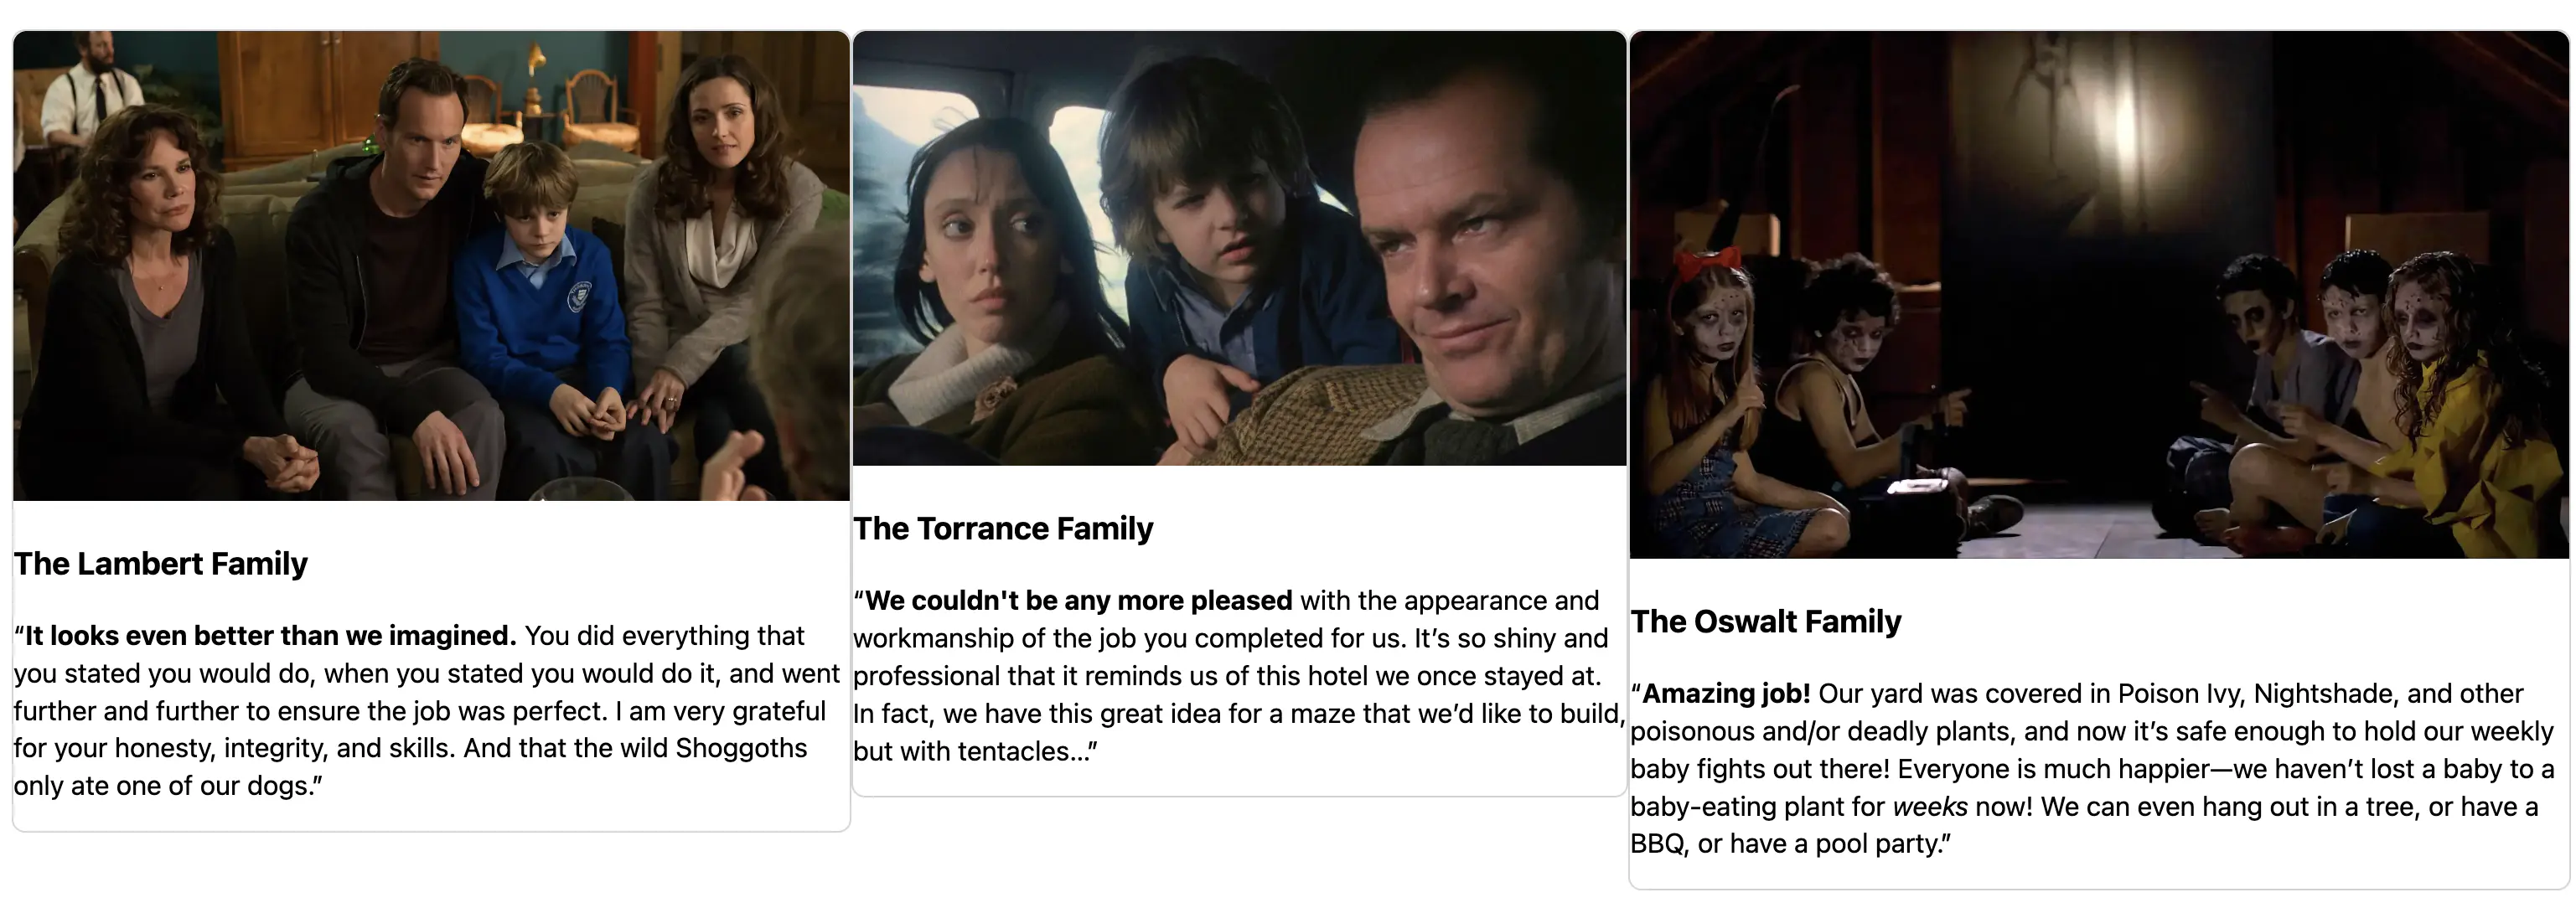 The Lambert Family
“It looks even better than we imagined. You did everything that
you stated you would do, when you stated you would do it, and went
further and further to ensure the job was perfect. I am very grateful
for your honesty, integrity, and skills. And that the wild Shoggoths
only ate one of our dogs.”
The Torrance Family
“We couldn't be any more pleased with the appearance and
workmanship of the job you completed for us. It’s so shiny and
professional that it reminds us of this hotel we once stayed at.
In fact, we have this great idea for a maze that we’d like to build,
but with tentacles...”
The Oswalt Family
“Amazing job! Our yard was covered in Poison Ivy, Nightshade, and other
poisonous and/or deadly plants, and now it’s safe enough to hold our weekly
baby fights out there! Everyone is much happier—we haven’t lost a baby to a
baby-eating plant for weeks now! We can even hang out in a tree, or have a
BBQ, or have a pool party.”